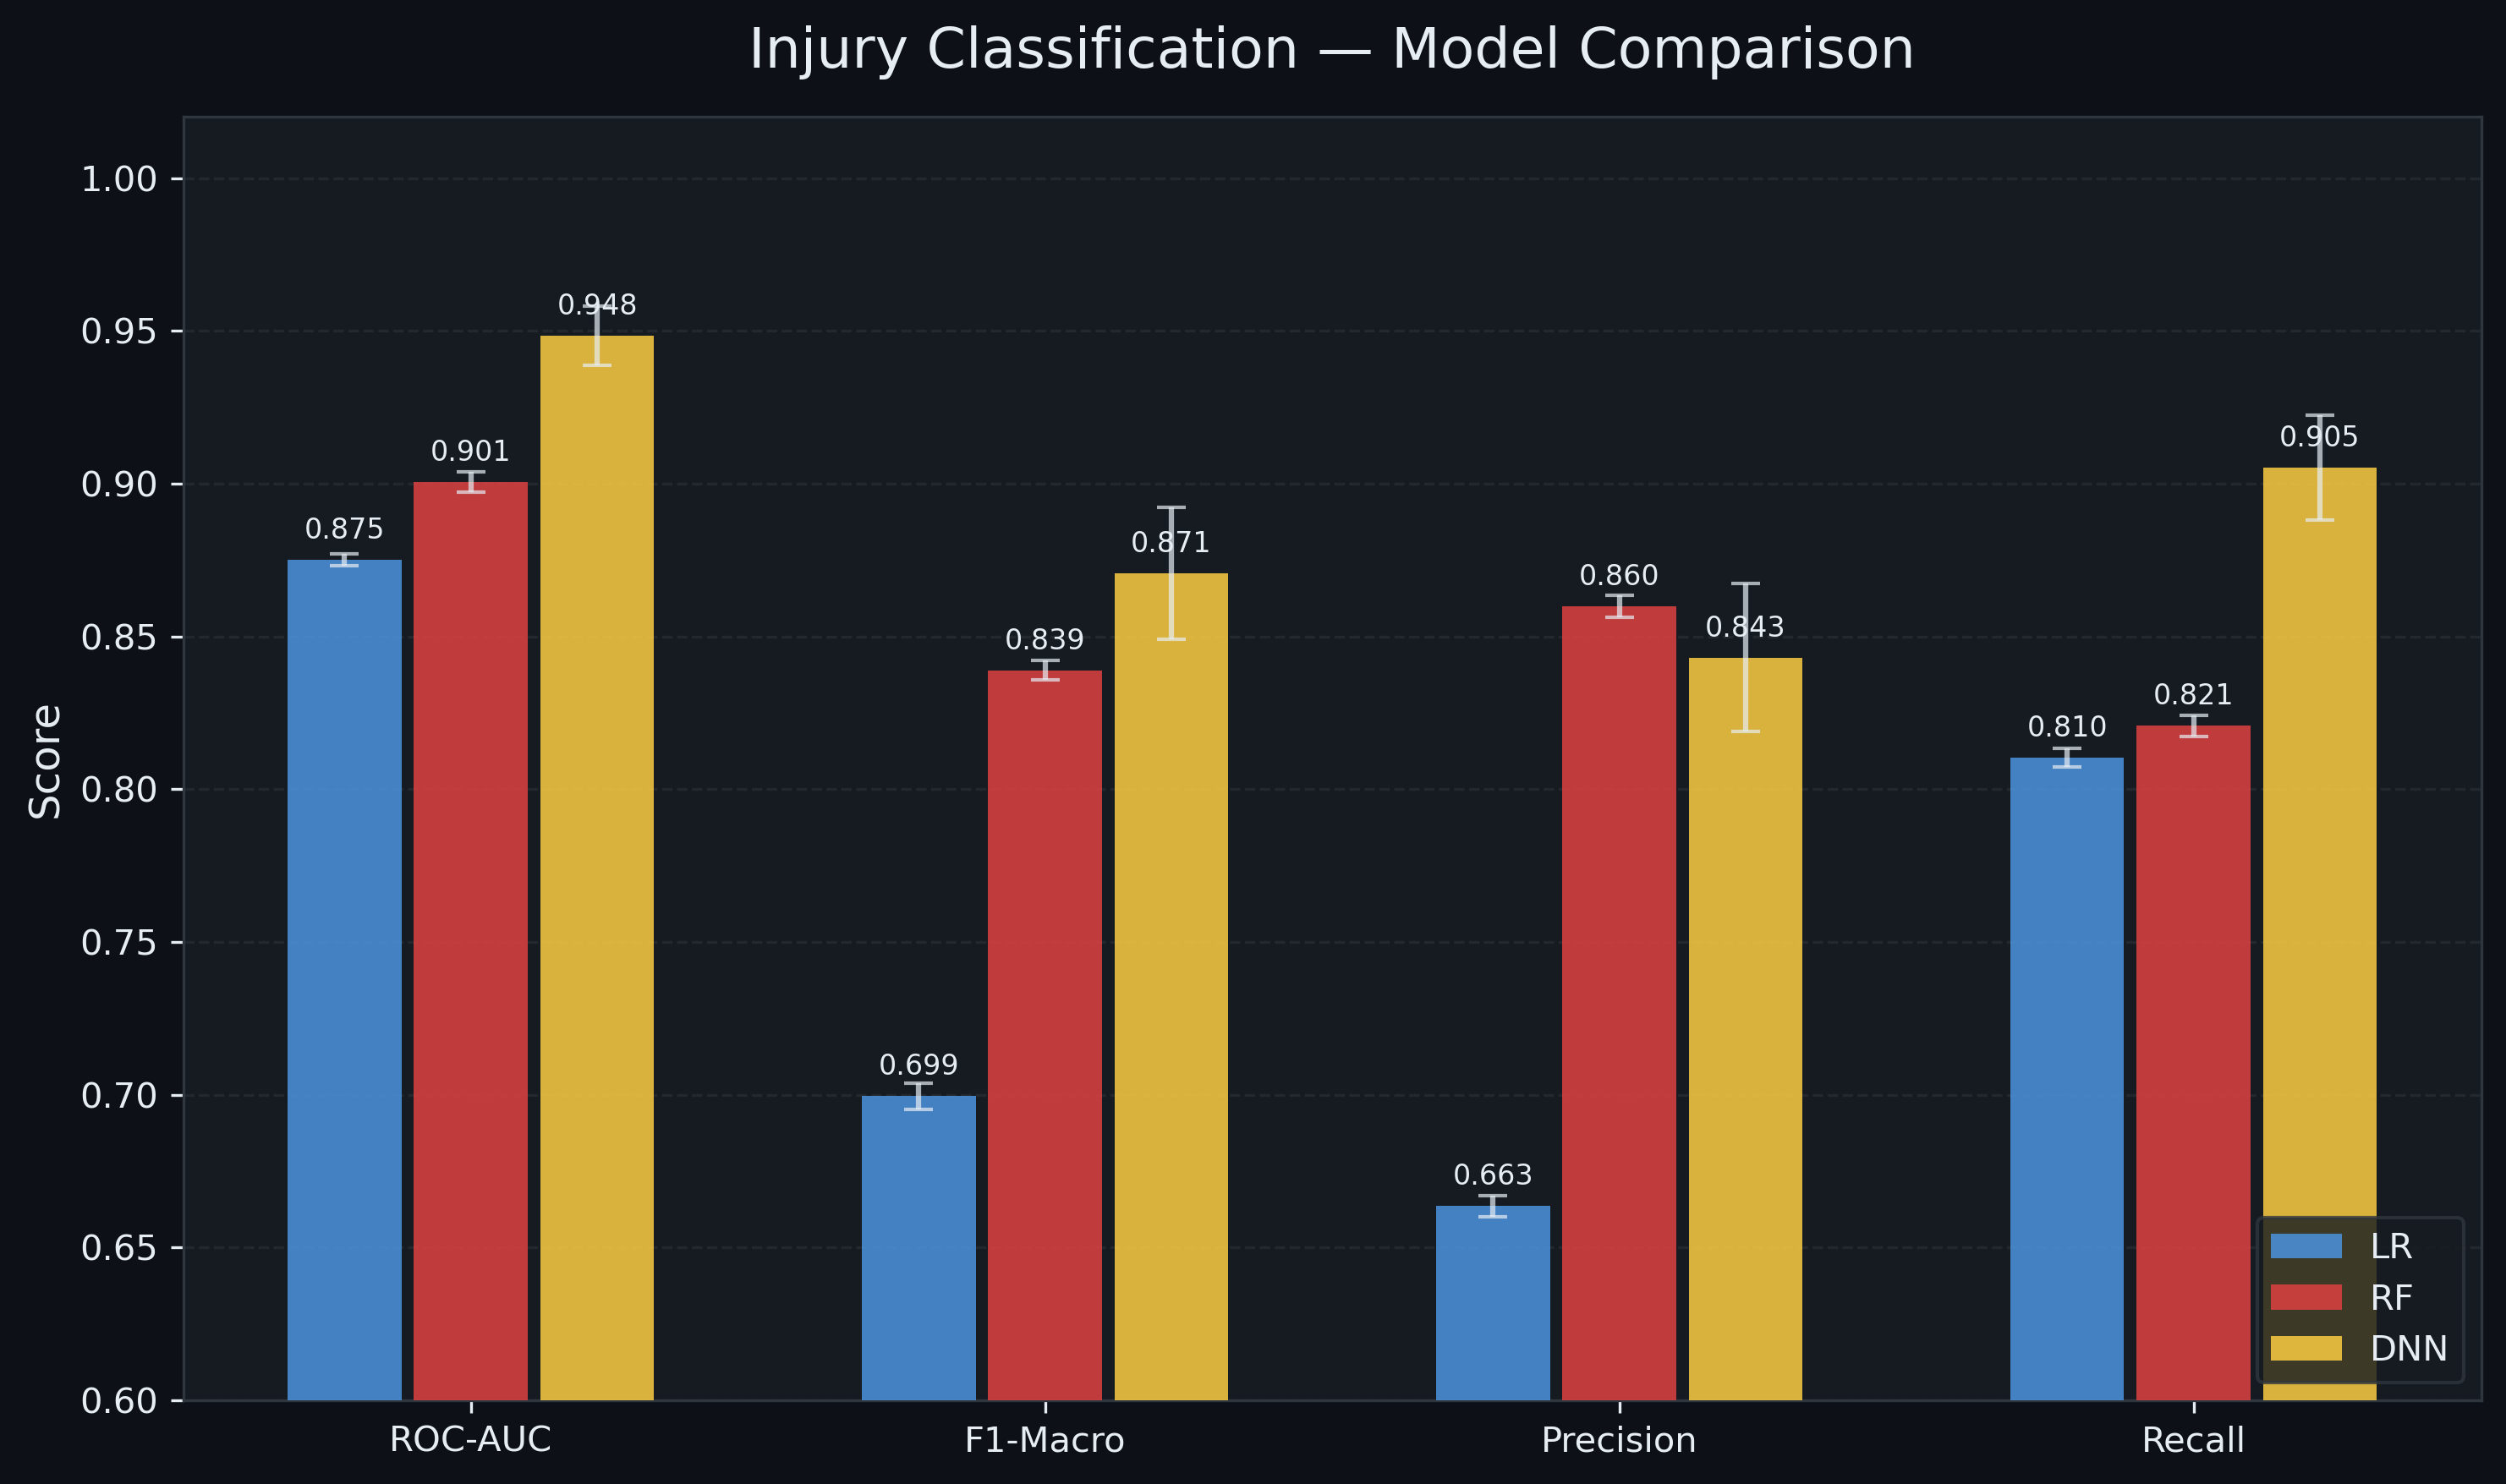 Injury Classification — Model Comparison
Score
1.00
0.95
0.90
0.85
0.80
0.75
0.70
0.65
0.60
0.875
0.901
0.948
0.699
0.839
0.871
0.663
0.860
0.843
0.810
0.821
0.905
ROC-AUC
F1-Macro
Precision
Recall
LR
RF
DNN